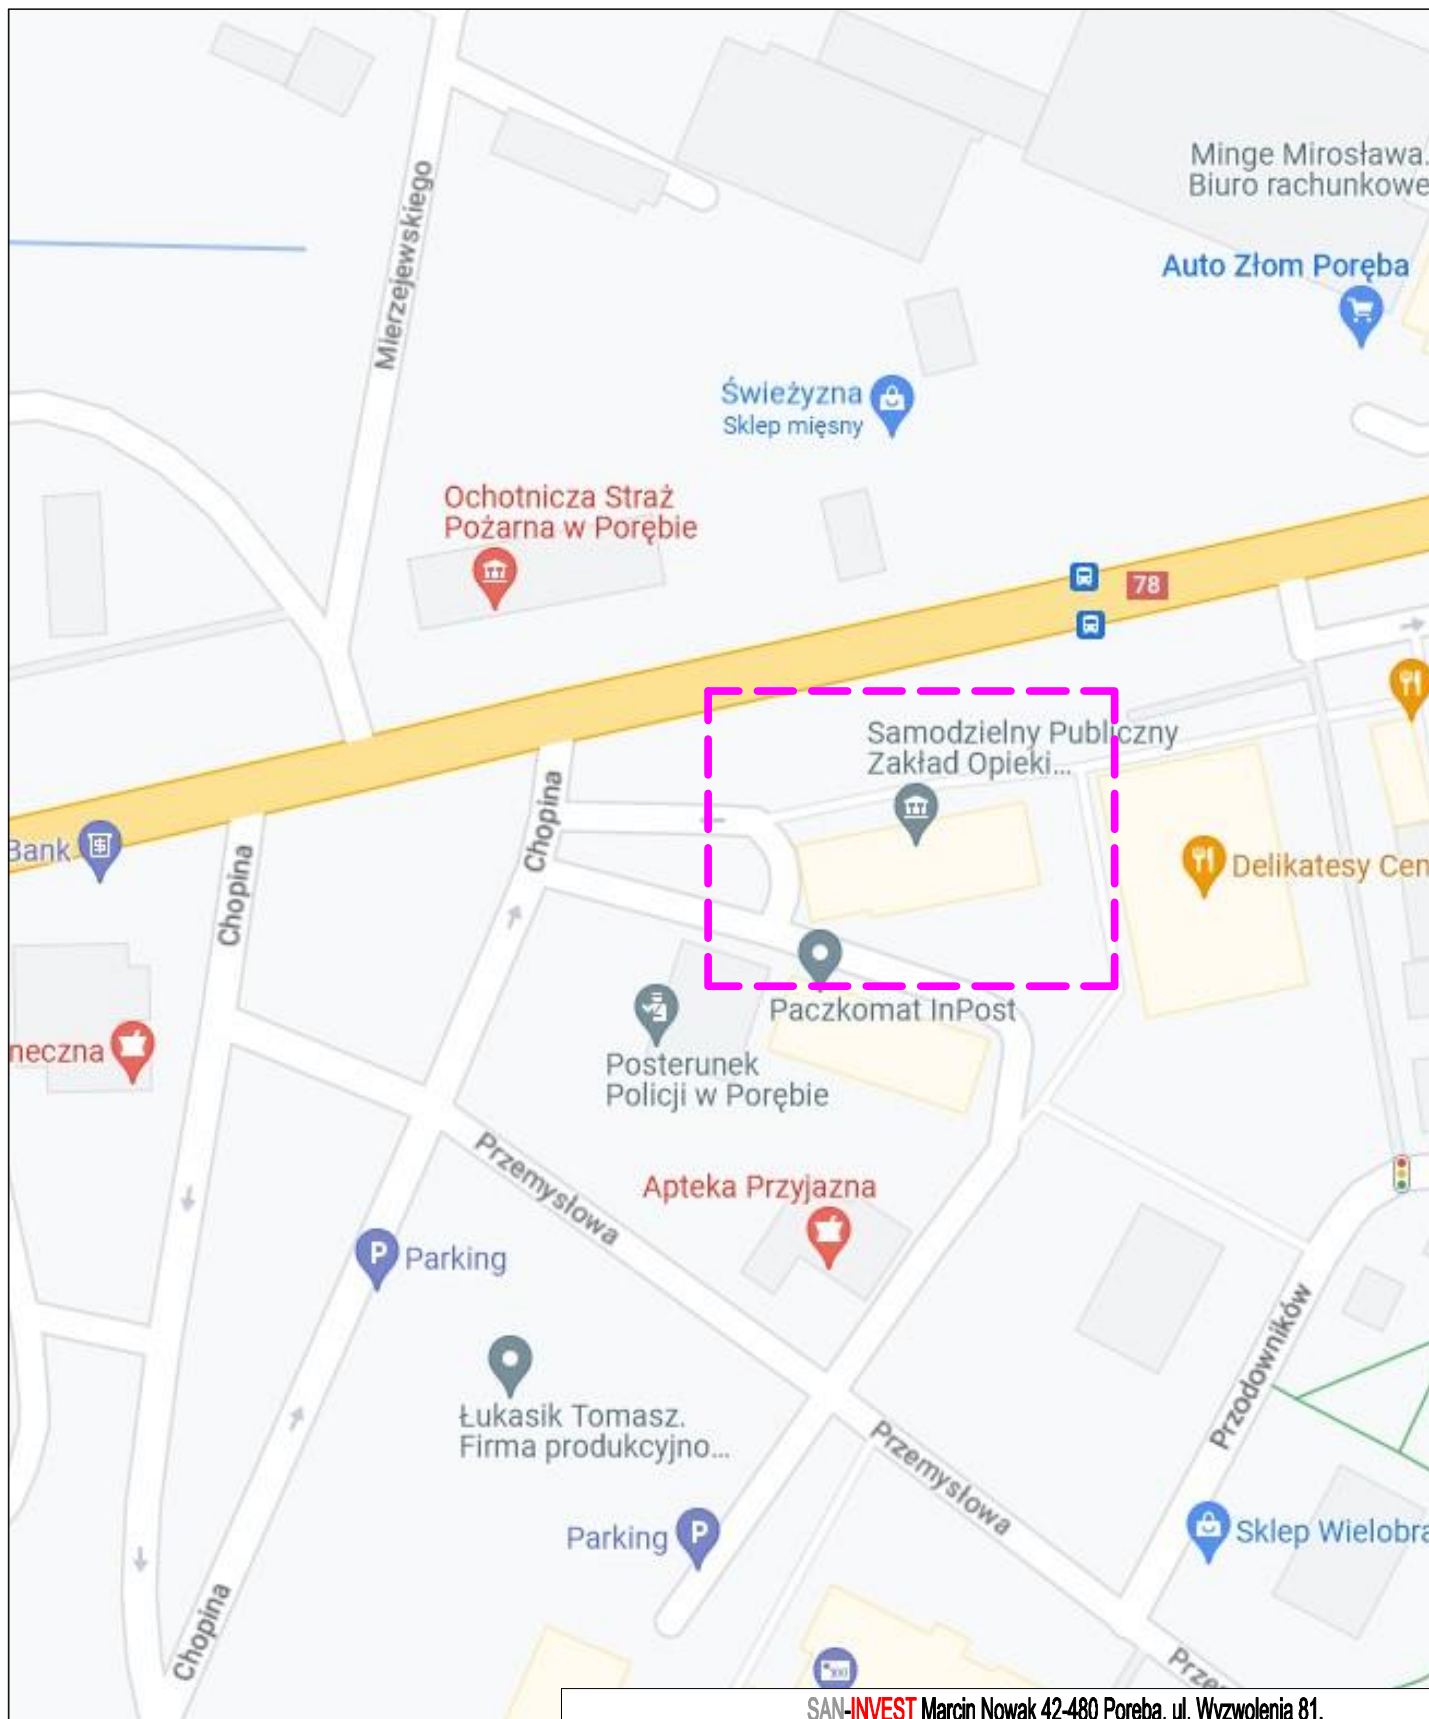 Minge Mirosława.
Biuro rachunkowe
Mierzejewskiego
Auto Złom Poręba
Świeżyzna
Sklep mięsny
Ochotnicza Straż
Pożarna w Porębie
78
Samodzielny Publiczny
Zakład Opieki...
Chopina
Bank
Chopina
Delikatesy Cen
Paczkomat InPost
neczna
Posterunek
Policji w Porębie
Przemysłowa
Apteka Przyjazna
P Parking
Przodowników
Łukasik Tomasz.
Firma produkcyjno...
Przemysłowa
Parking P
Sklep Wielobra
Chopina
Prze
SAN-INVEST Marcin Nowak 42-480 Poręba, ul. Wyzwolenia 81,